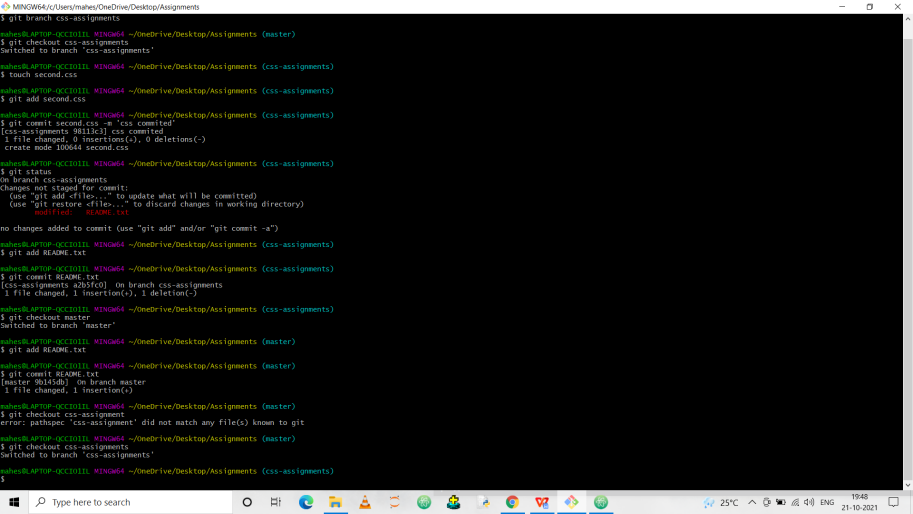 MINGW64:/c/Users/mahes/OneDrive/Desktop/Assignments
$ git branch css-assignments
mahes@LAPTOP-QCCIO1IL MINGW64 ~/OneDrive/Desktop/Assignments (master)
$ git checkout css-assignments
Switched to branch 'css-assignments'
mahes@LAPTOP-QCCIO1IL MINGW64 ~/OneDrive/Desktop/Assignments (css-assignments)
$ touch second.css
mahes@LAPTOP-QCCIO1IL MINGW64 ~/OneDrive/Desktop/Assignments (css-assignments)
$ git add second.css
mahes@LAPTOP-QCCIO1IL MINGW64 ~/OneDrive/Desktop/Assignments (css-assignments)
$ git commit second.css -m 'css commited'
[css-assignments 98113c3] css commited
1 file changed, 0 insertions(+), 0 deletions(-)
create mode 100644 second.css
mahes@LAPTOP-QCCIO1IL MINGW64 ~/OneDrive/Desktop/Assignments (css-assignments)
$ git status
On branch css-assignments
Changes not staged for commit:
(use "git add <file>..." to update what will be committed)
(use "git restore <file>..." to discard changes in working directory)
modified: README.txt
no changes added to commit (use "git add" and/or "git commit -a")
mahes@LAPTOP-QCCIO1IL MINGW64 ~/OneDrive/Desktop/Assignments (css-assignments)
$ git add README.txt
mahes@LAPTOP-QCCIO1IL MINGW64 ~/OneDrive/Desktop/Assignments (css-assignments)
$ git commit README.txt
[css-assignments a2b5fc0] On branch css-assignments
1 file changed, 1 insertion(+), 1 deletion(-)
mahes@LAPTOP-QCCIO1IL MINGW64 ~/OneDrive/Desktop/Assignments (css-assignments)
$ git checkout master
Switched to branch 'master'
mahes@LAPTOP-QCCIO1IL MINGW64 ~/OneDrive/Desktop/Assignments (master)
$ git add README.txt
mahes@LAPTOP-QCCIO1IL MINGW64 ~/OneDrive/Desktop/Assignments (master)
$ git commit README.txt
[master 9b145db] On branch master
1 file changed, 1 insertion(+)
mahes@LAPTOP-QCCIO1IL MINGW64 ~/OneDrive/Desktop/Assignments (master)
$ git checkout css-assignment
error: pathspec 'css-assignment' did not match any file(s) known to git
mahes@LAPTOP-QCCIO1IL MINGW64 ~/OneDrive/Desktop/Assignments (master)
$ git checkout css-assignments
Switched to branch 'css-assignments'
mahes@LAPTOP-QCCIO1IL MINGW64 ~/OneDrive/Desktop/Assignments (css-assignments)
$
Type here to search
25°C
ENG
19:48
21-10-2021